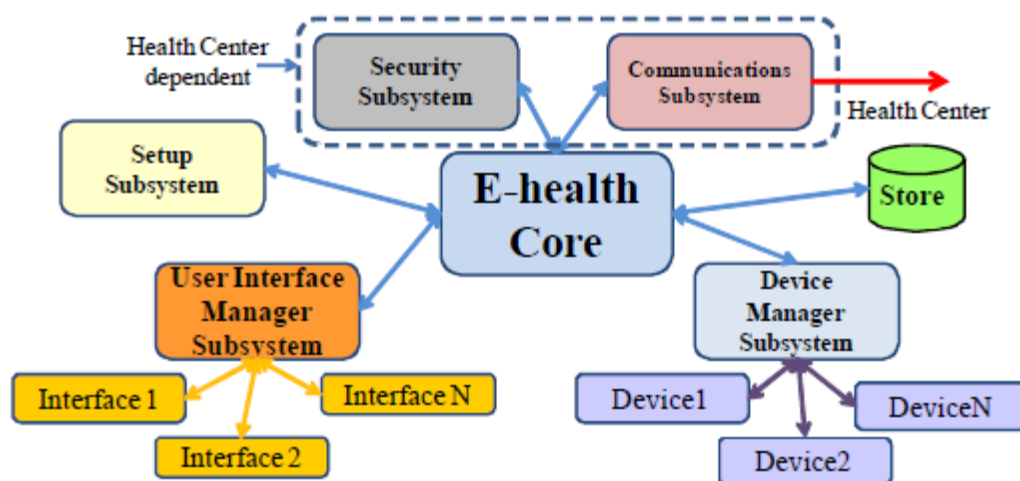 Health Center
dependent
Security
Subsystem
Communications
Subsystem
Health Center
Setup
Subsystem
E-health
Core
Store
User Interface
Manager
Subsystem
Device
Manager
Subsystem
Interface 1
Interface N
Interface 2
Device1
DeviceN
Device2